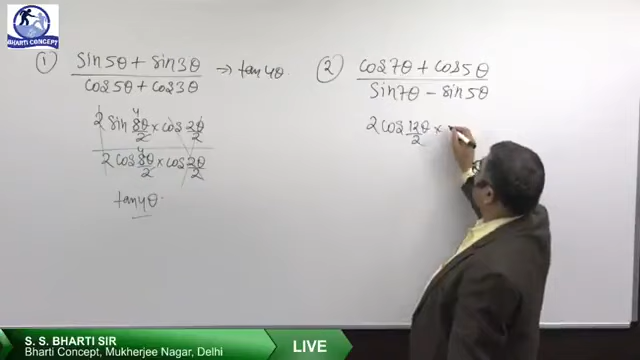 BHARTI CONCEPT
① sin5θ + sin3θ / cos5θ + cos3θ → tan4θ.
2 sin 8θ/2 × cos 2θ/2
2 cos 8θ/2 × cos 2θ/2
4
4
tan4θ.
② cos7θ + cos5θ / sin7θ − sin5θ
2 cos 12θ/2 ×
S. S. BHARTI SIR
Bharti Concept, Mukherjee Nagar, Delhi
LIVE